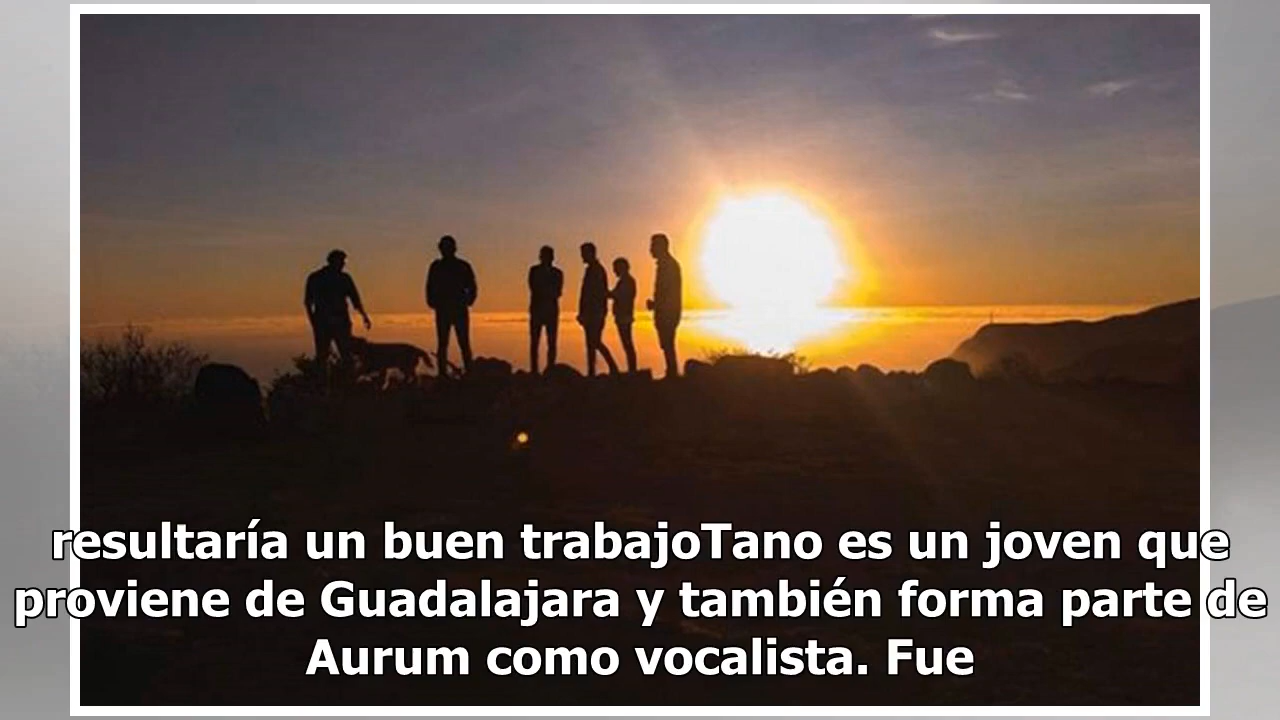 resultaría un buen trabajoTano es un joven que
proviene de Guadalajara y también forma parte de
Aurum como vocalista. Fue